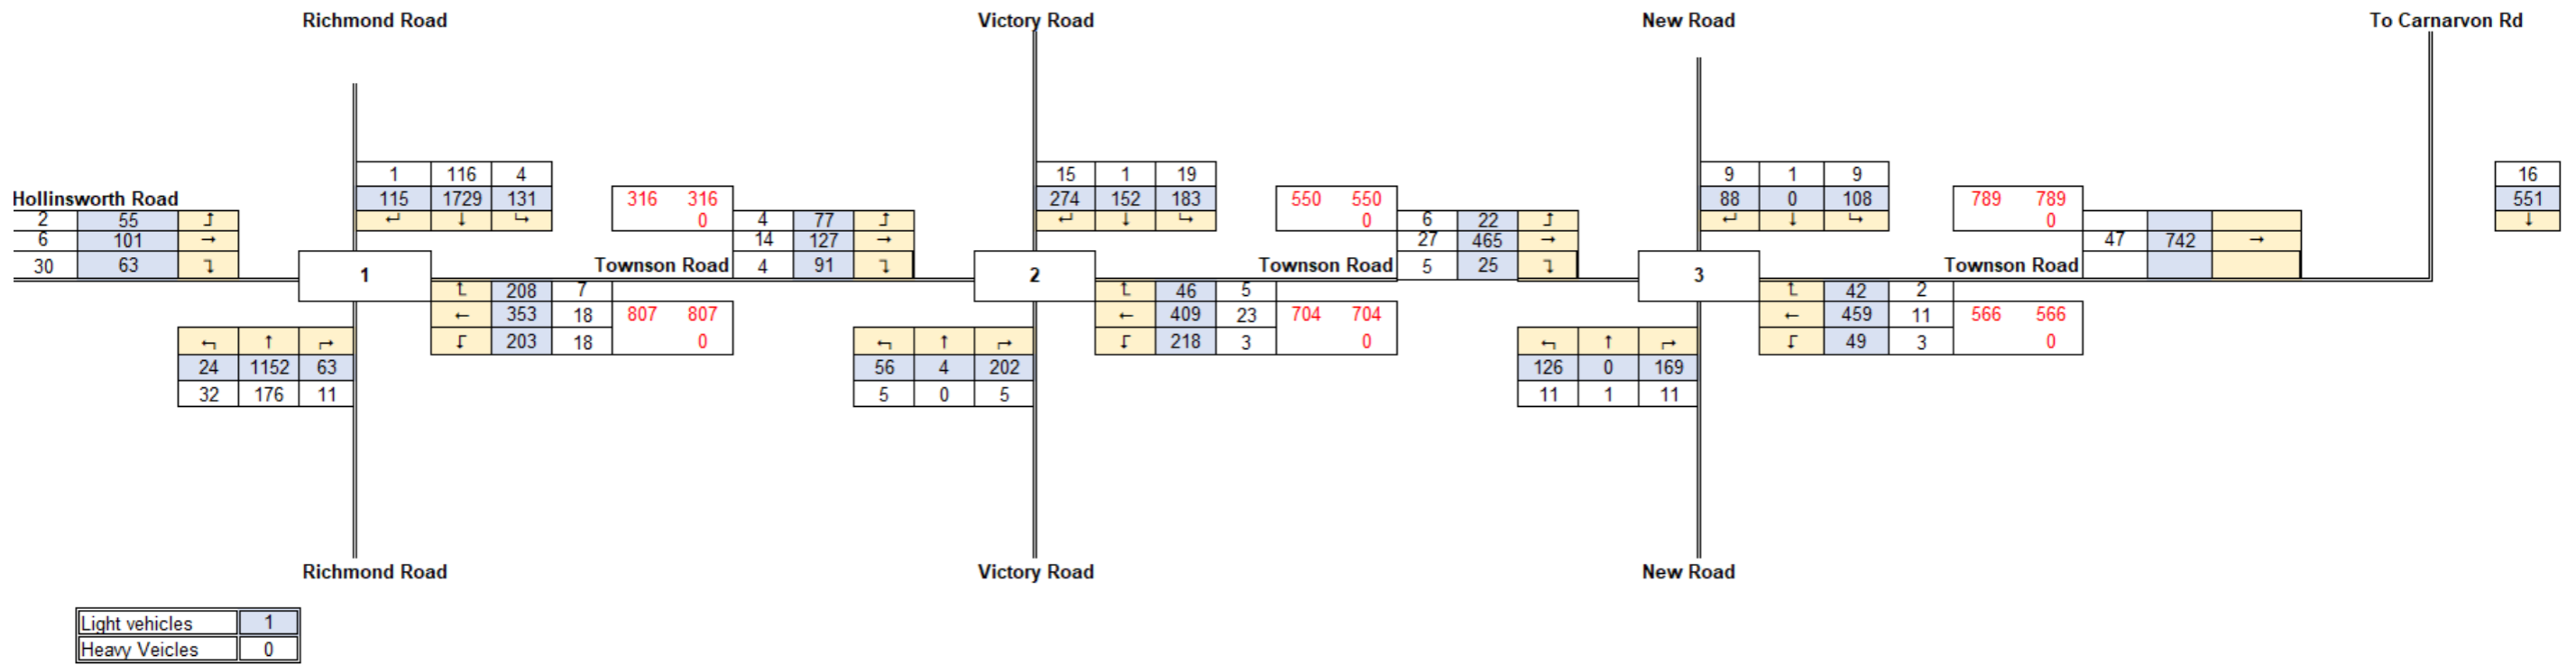 Richmond Road Victory Road New Road To Carnarvon Rd
1 116 4 15 1 19 9 1 9 16
Hollinsworth Road 115 1729 131 316 316 274 152 183 550 550 88 0 108 789 789 551
2 55 ↥ ↵ ↓ ↳ 0 4 77 ↥ ↵ ↓ ↳ 0 6 22 ↥ ↵ ↓ ↳ 0 ↓
6 101 → 14 127 → 27 465 → 47 742 →
30 63 ↴ 1 Townson Road 4 91 ↴ 2 Townson Road 5 25 ↴ 3 Townson Road
↥ 208 7 ↥ 46 5 ↥ 42 2
← 353 18 807 807 ← 409 23 704 704 ← 459 11 566 566
↰ ↑ ↱ ↓ 203 18 0 ↰ ↑ ↱ ↓ 218 3 0 ↰ ↑ ↱ ↓ 49 3 0
24 1152 63 56 4 202 126 0 169
32 176 11 5 0 5 11 1 11
Richmond Road Victory Road New Road
Light vehicles 1
Heavy Veicles 0